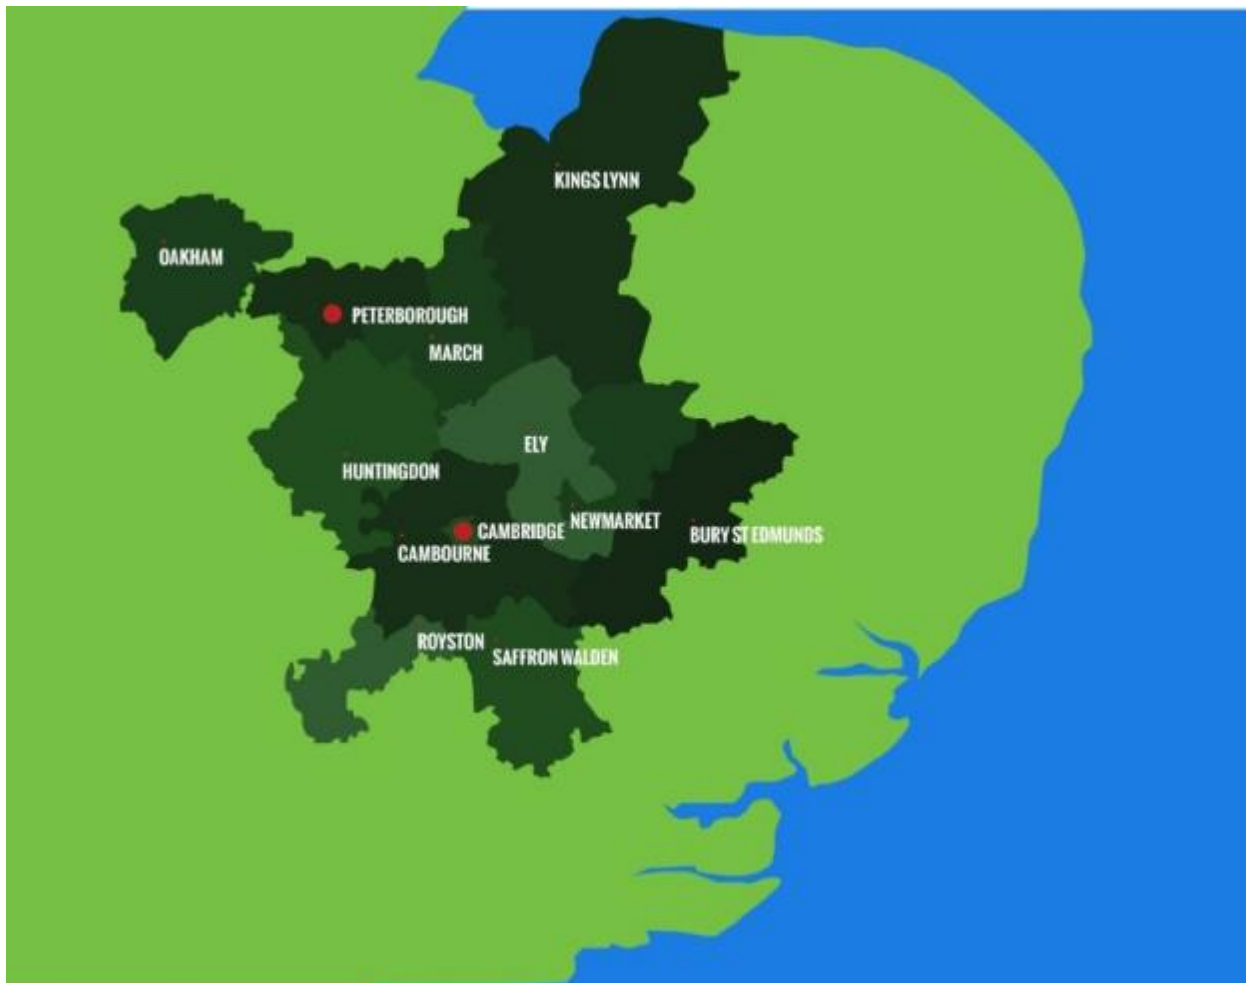 KINGS LYNN
OAKHAM
PETERBOROUGH
MARCH
ELY
HUNTINGDON
NEWMARKET
CAMBRIDGE
BURY ST EDMUNDS
CAMBOURNE
ROYSTON
SAFFRON WALDEN